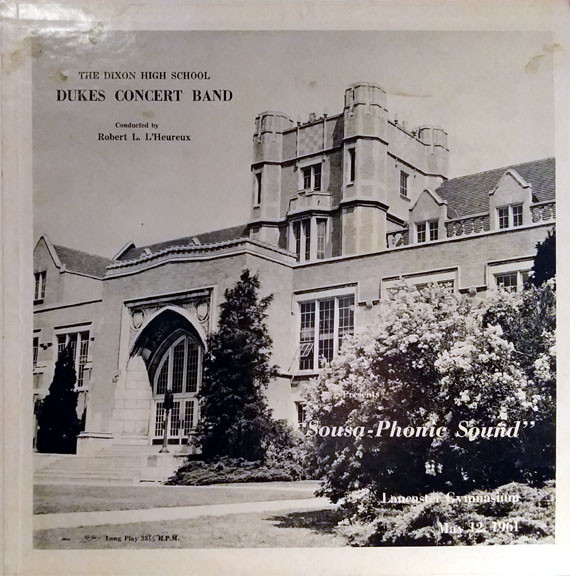 THE DIXON HIGH SCHOOL
DUKES CONCERT BAND
Conducted by
Robert L. L'Heureux
Presents
"Sousa-Phonic Sound"
Lancaster Gymnasium
May 12, 1961
Long Play 33⅓ R.P.M.